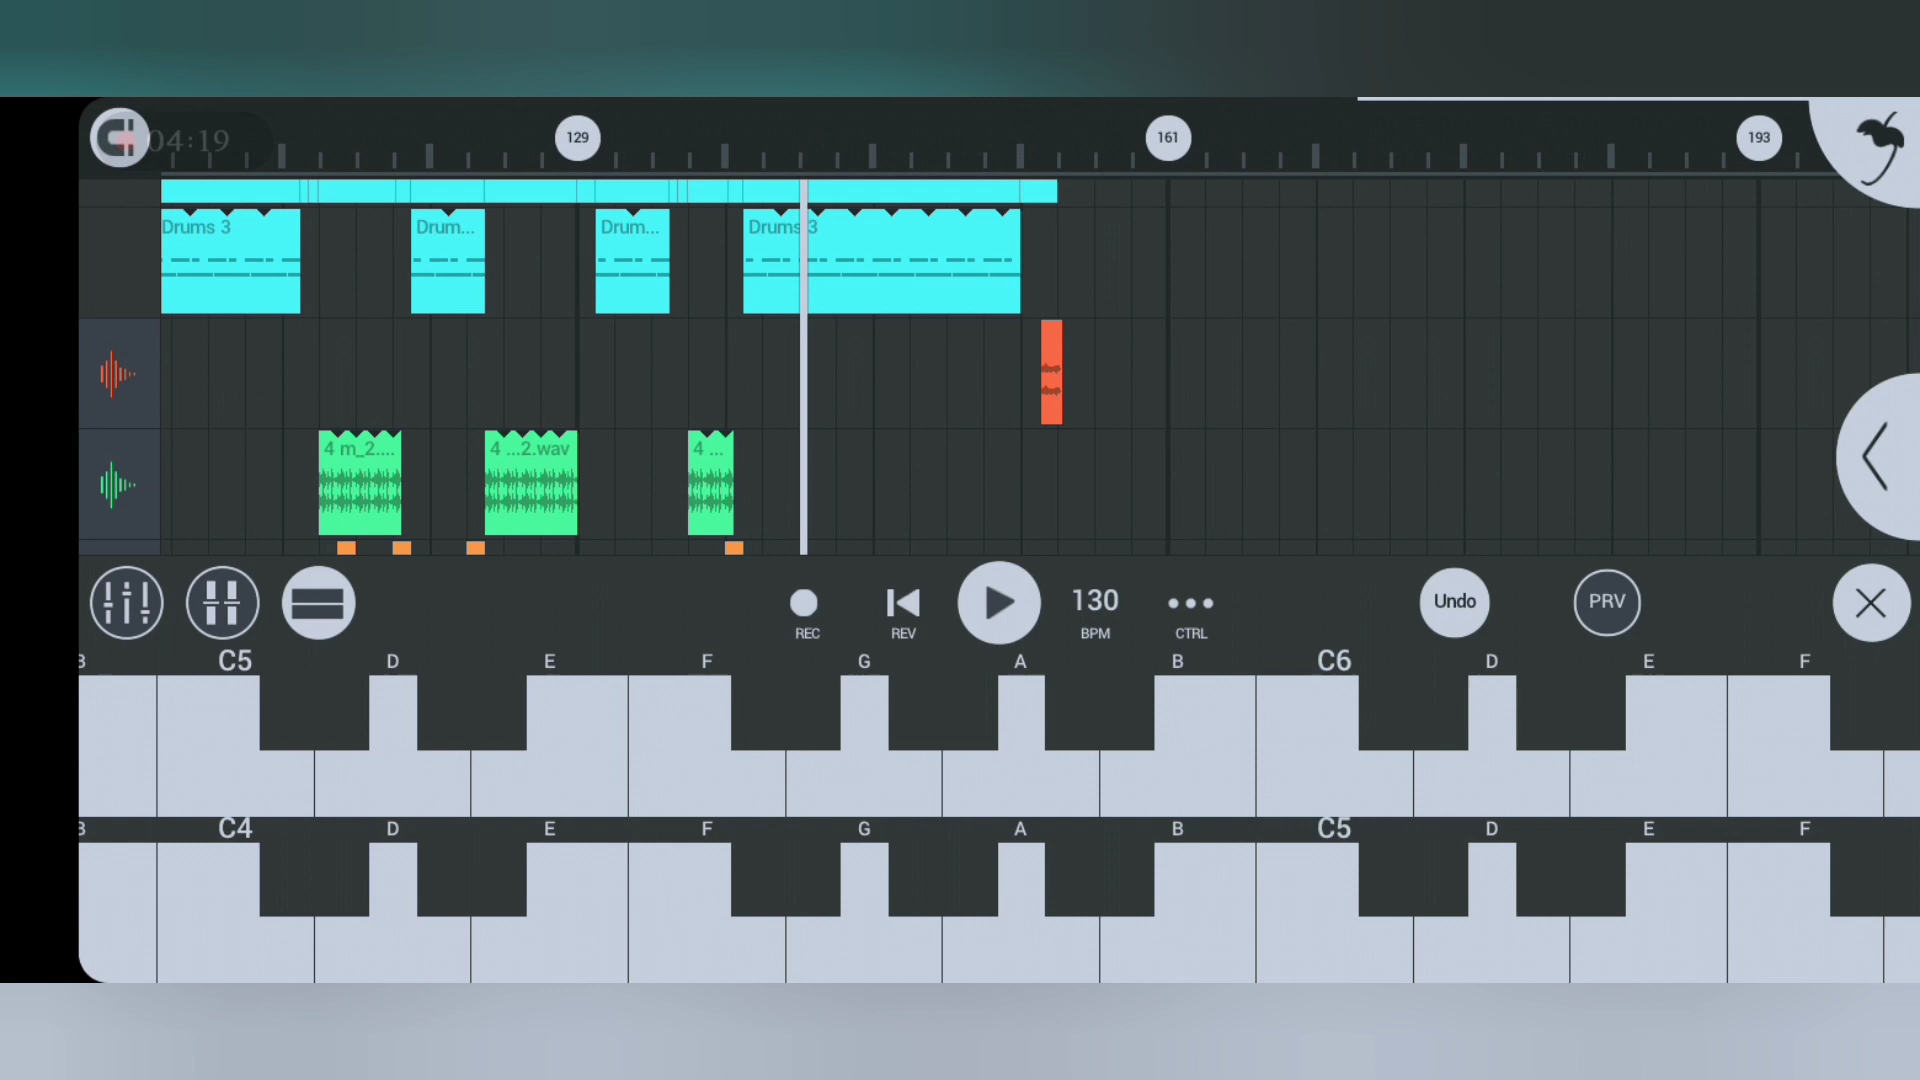 04:19
129
161
193
Drums 3
Drum...
Drum...
Drums 3
4 m_2....
4 ...2.wav
4 ...
REC
REV
130
BPM
CTRL
Undo
PRV
B C5 D E F G A B C6 D E F
B C4 D E F G A B C5 D E F